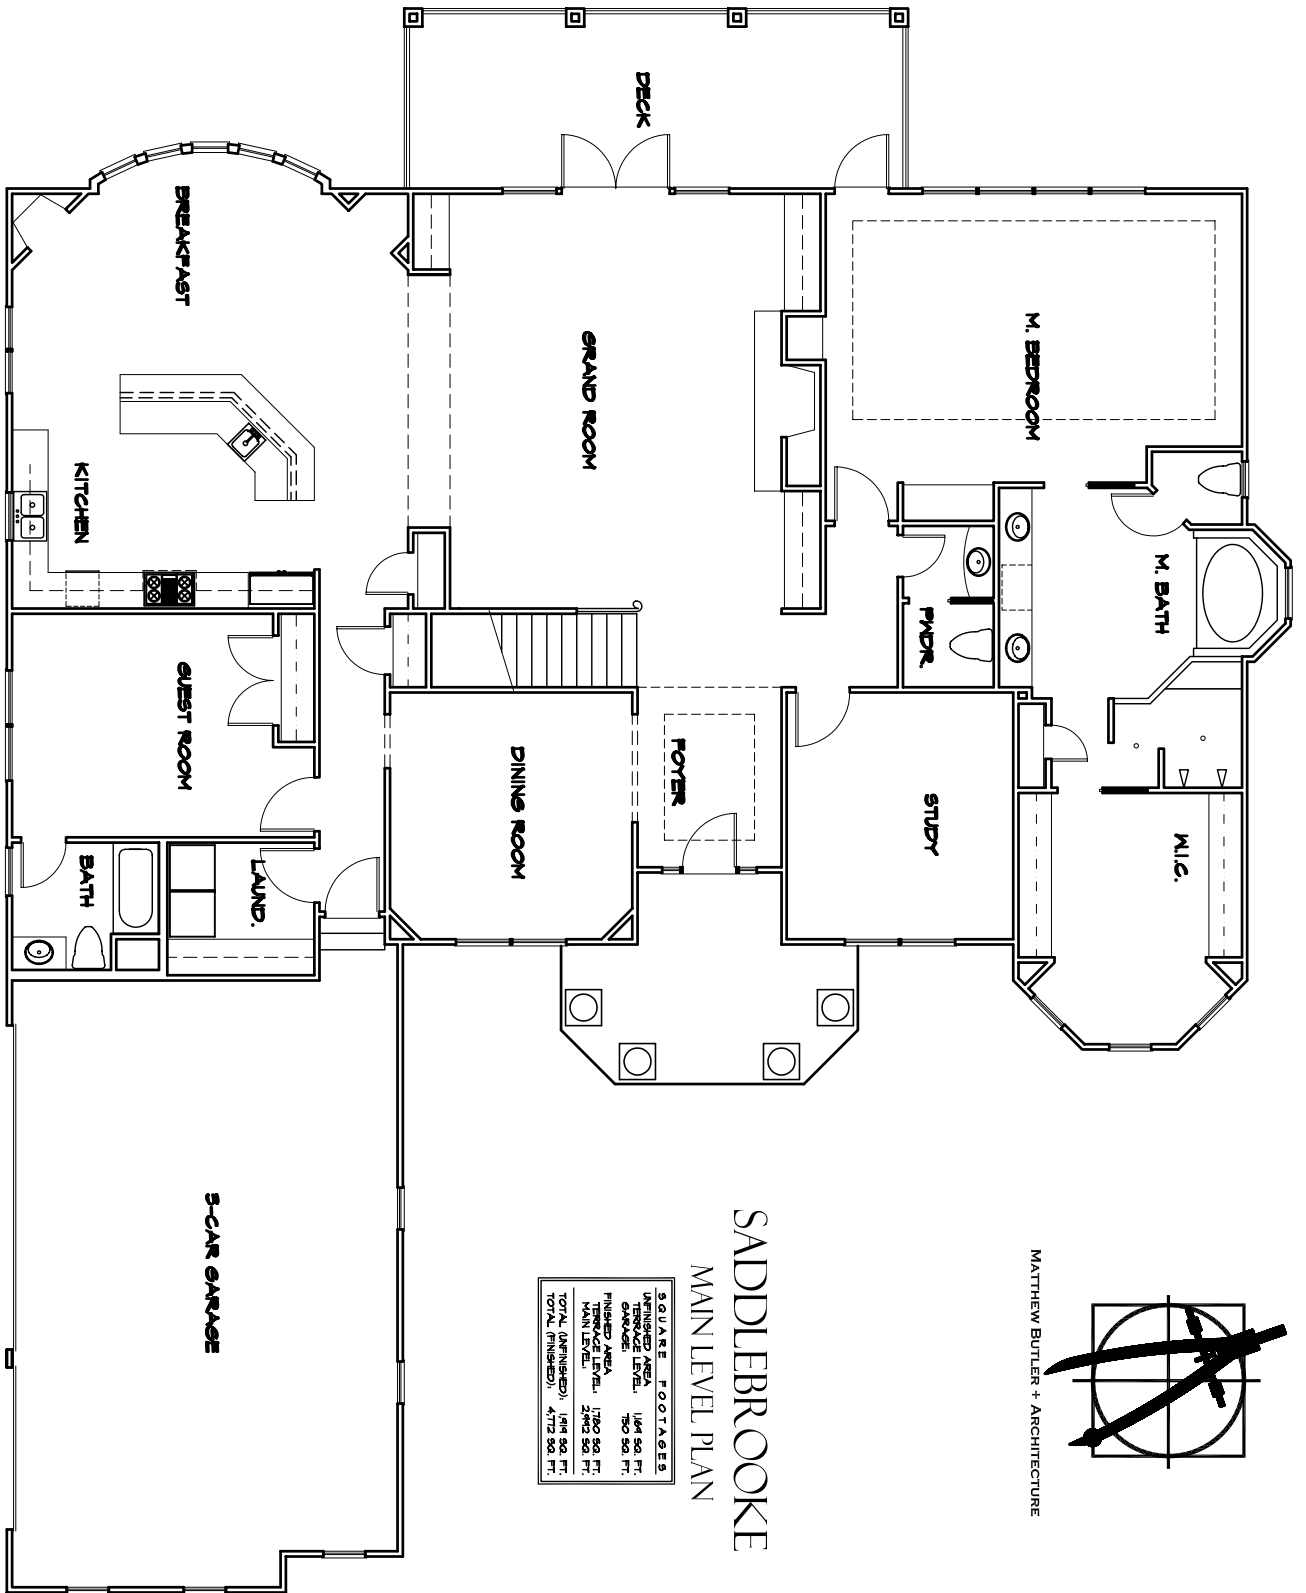 DECK
BREAKFAST
GRAND ROOM
M. BEDROOM
KITCHEN
M. BATH
PWDR.
GUEST ROOM
DINING ROOM
FOYER
STUDY
W.I.C.
BATH
LAUND.
3-CAR GARAGE
SADDLEBROOKE
MAIN LEVEL PLAN
MATTHEW BUTLER + ARCHITECTURE
SQUARE FOOTAGES
UNFINISHED AREA
TERRACE LEVEL: 1,164 SQ. FT.
GARAGE: 750 SQ. FT.
FINISHED AREA
TERRACE LEVEL: 1,780 SQ. FT.
MAIN LEVEL: 2,992 SQ. FT.
TOTAL (UNFINISHED): 1,914 SQ. FT.
TOTAL (FINISHED): 4,772 SQ. FT.